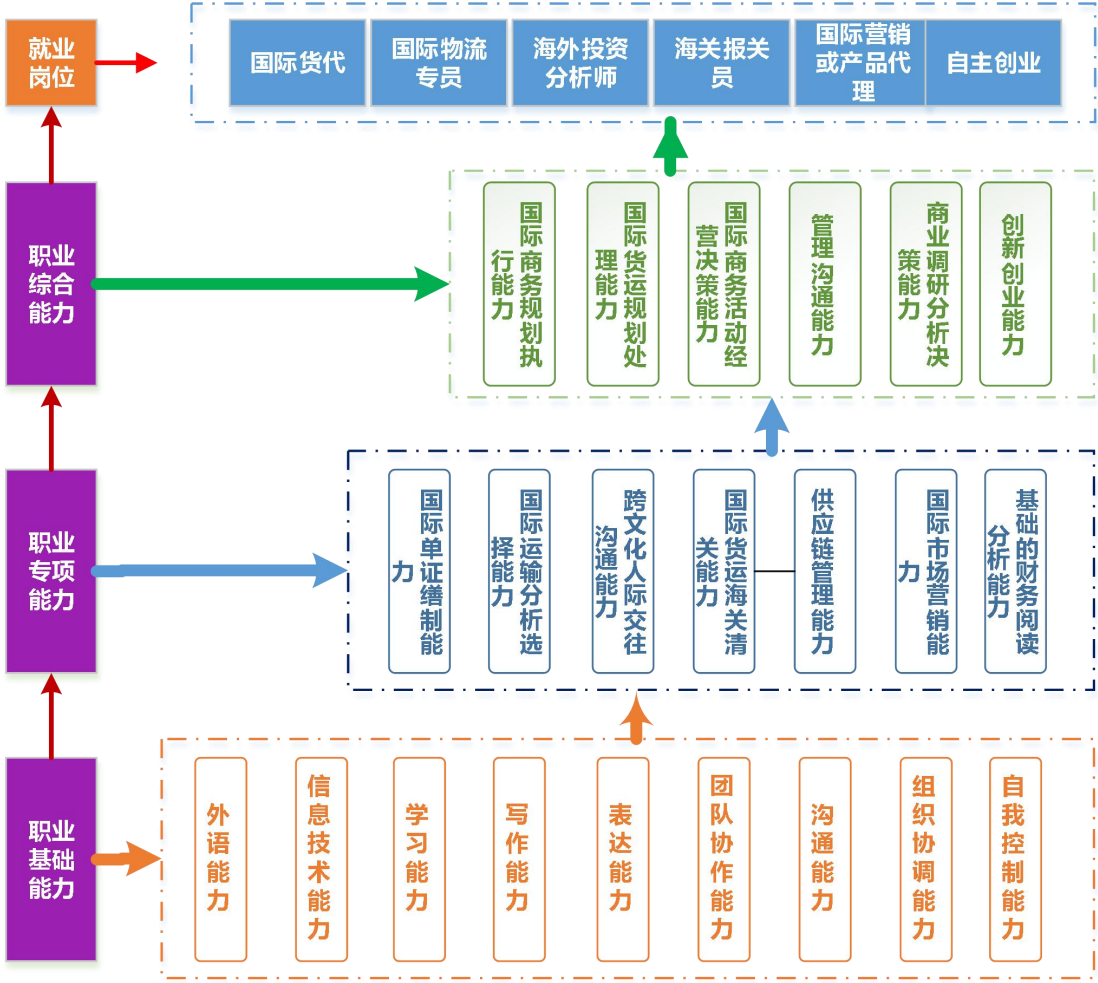 就业
岗位
国际货代
国际物流
专员
海外投资
分析师
海关报关
员
国际营销
或产品代
理
自主创业
职业
综合
能力
国际商务规划执
行能力
国际货运规划处
理能力
国际商务活动经
营决策能力
管理沟通能力
商业调研分析决
策能力
创新创业能力
职业
专项
能力
国际单证缮制能
力
国际运输分析选
择能力
跨文化人际交往
沟通能力
国际货运海关清
关能力
供应链管理能力
国际市场营销能
力
基础的财务阅读
分析能力
职业
基础
能力
外语能力
信息技术能力
学习能力
写作能力
表达能力
团队协作能力
沟通能力
组织协调能力
自我控制能力